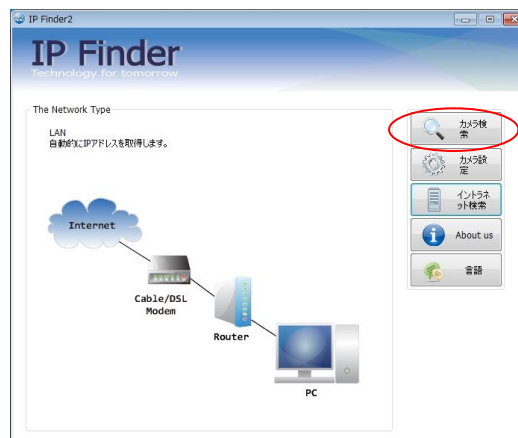 IP Finder2
IP Finder
Technology for tomorrow
The Network Type
LAN
自動的にIPアドレスを取得します。
Internet
Cable/DSL
Modem
Router
PC
カメラ検
索
カメラ設
定
イントラネ
ット検索
About us
言語